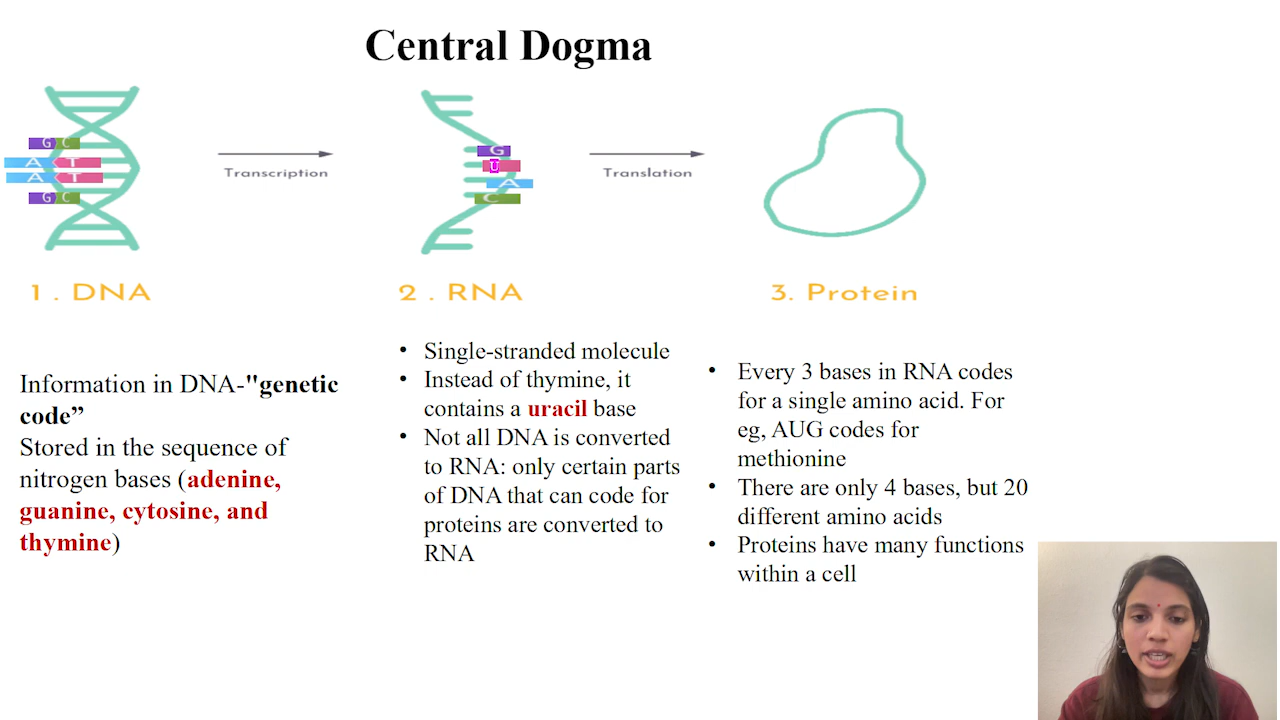 Central Dogma
G C
A T
A T
G C
Transcription
G
U
A
C
Translation
1 . DNA
2 . RNA
3. Protein
Information in DNA-"genetic
code”
Stored in the sequence of
nitrogen bases (adenine,
guanine, cytosine, and
thymine)
• Single-stranded molecule
• Instead of thymine, it
contains a uracil base
• Not all DNA is converted
to RNA: only certain parts
of DNA that can code for
proteins are converted to
RNA
• Every 3 bases in RNA codes
for a single amino acid. For
eg, AUG codes for
methionine
• There are only 4 bases, but 20
different amino acids
• Proteins have many functions
within a cell